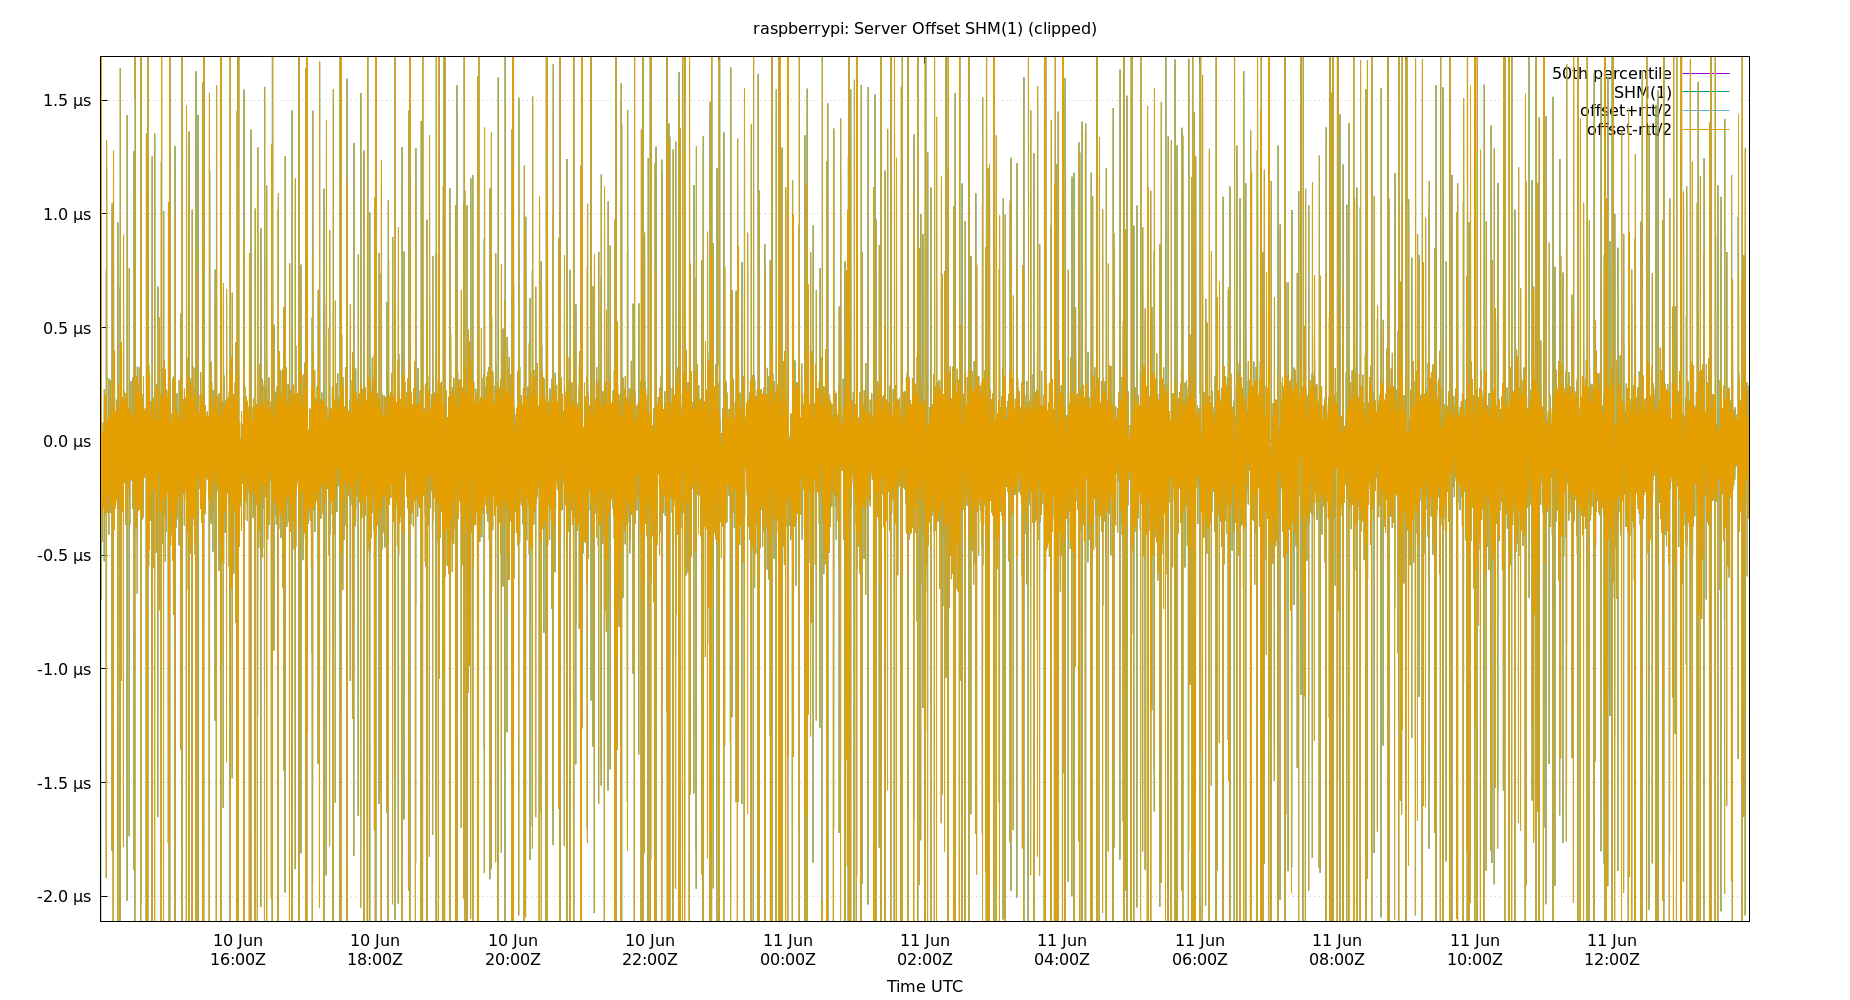 raspberrypi: Server Offset SHM(1) (clipped)
50th percentile
SHM(1)
offset+rtt/2
offset-rtt/2
1.5 µs
1.0 µs
0.5 µs
0.0 µs
-0.5 µs
-1.0 µs
-1.5 µs
-2.0 µs
10 Jun 10 Jun 10 Jun 10 Jun 11 Jun 11 Jun 11 Jun 11 Jun 11 Jun 11 Jun 11 Jun
16:00Z 18:00Z 20:00Z 22:00Z 00:00Z 02:00Z 04:00Z 06:00Z 08:00Z 10:00Z 12:00Z
Time UTC